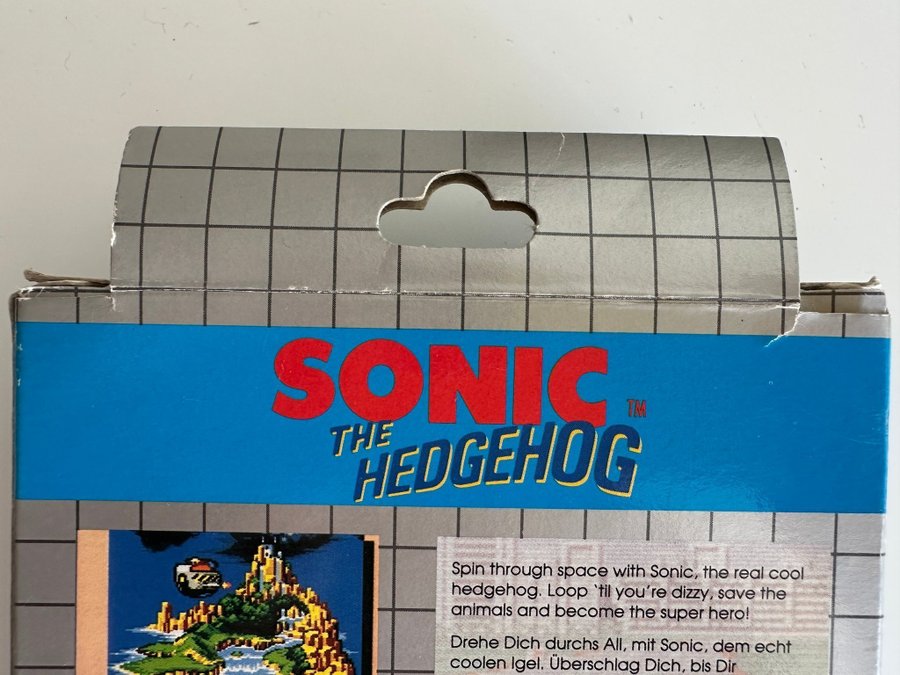 SONIC TM
THE
HEDGEHOG
Spin through space with Sonic, the real cool
hedgehog. Loop `til you're dizzy, save the
animals and become the super hero!
Drehe Dich durchs All, mit Sonic, dem echt
coolen Igel. Überschlag Dich, bis Dir